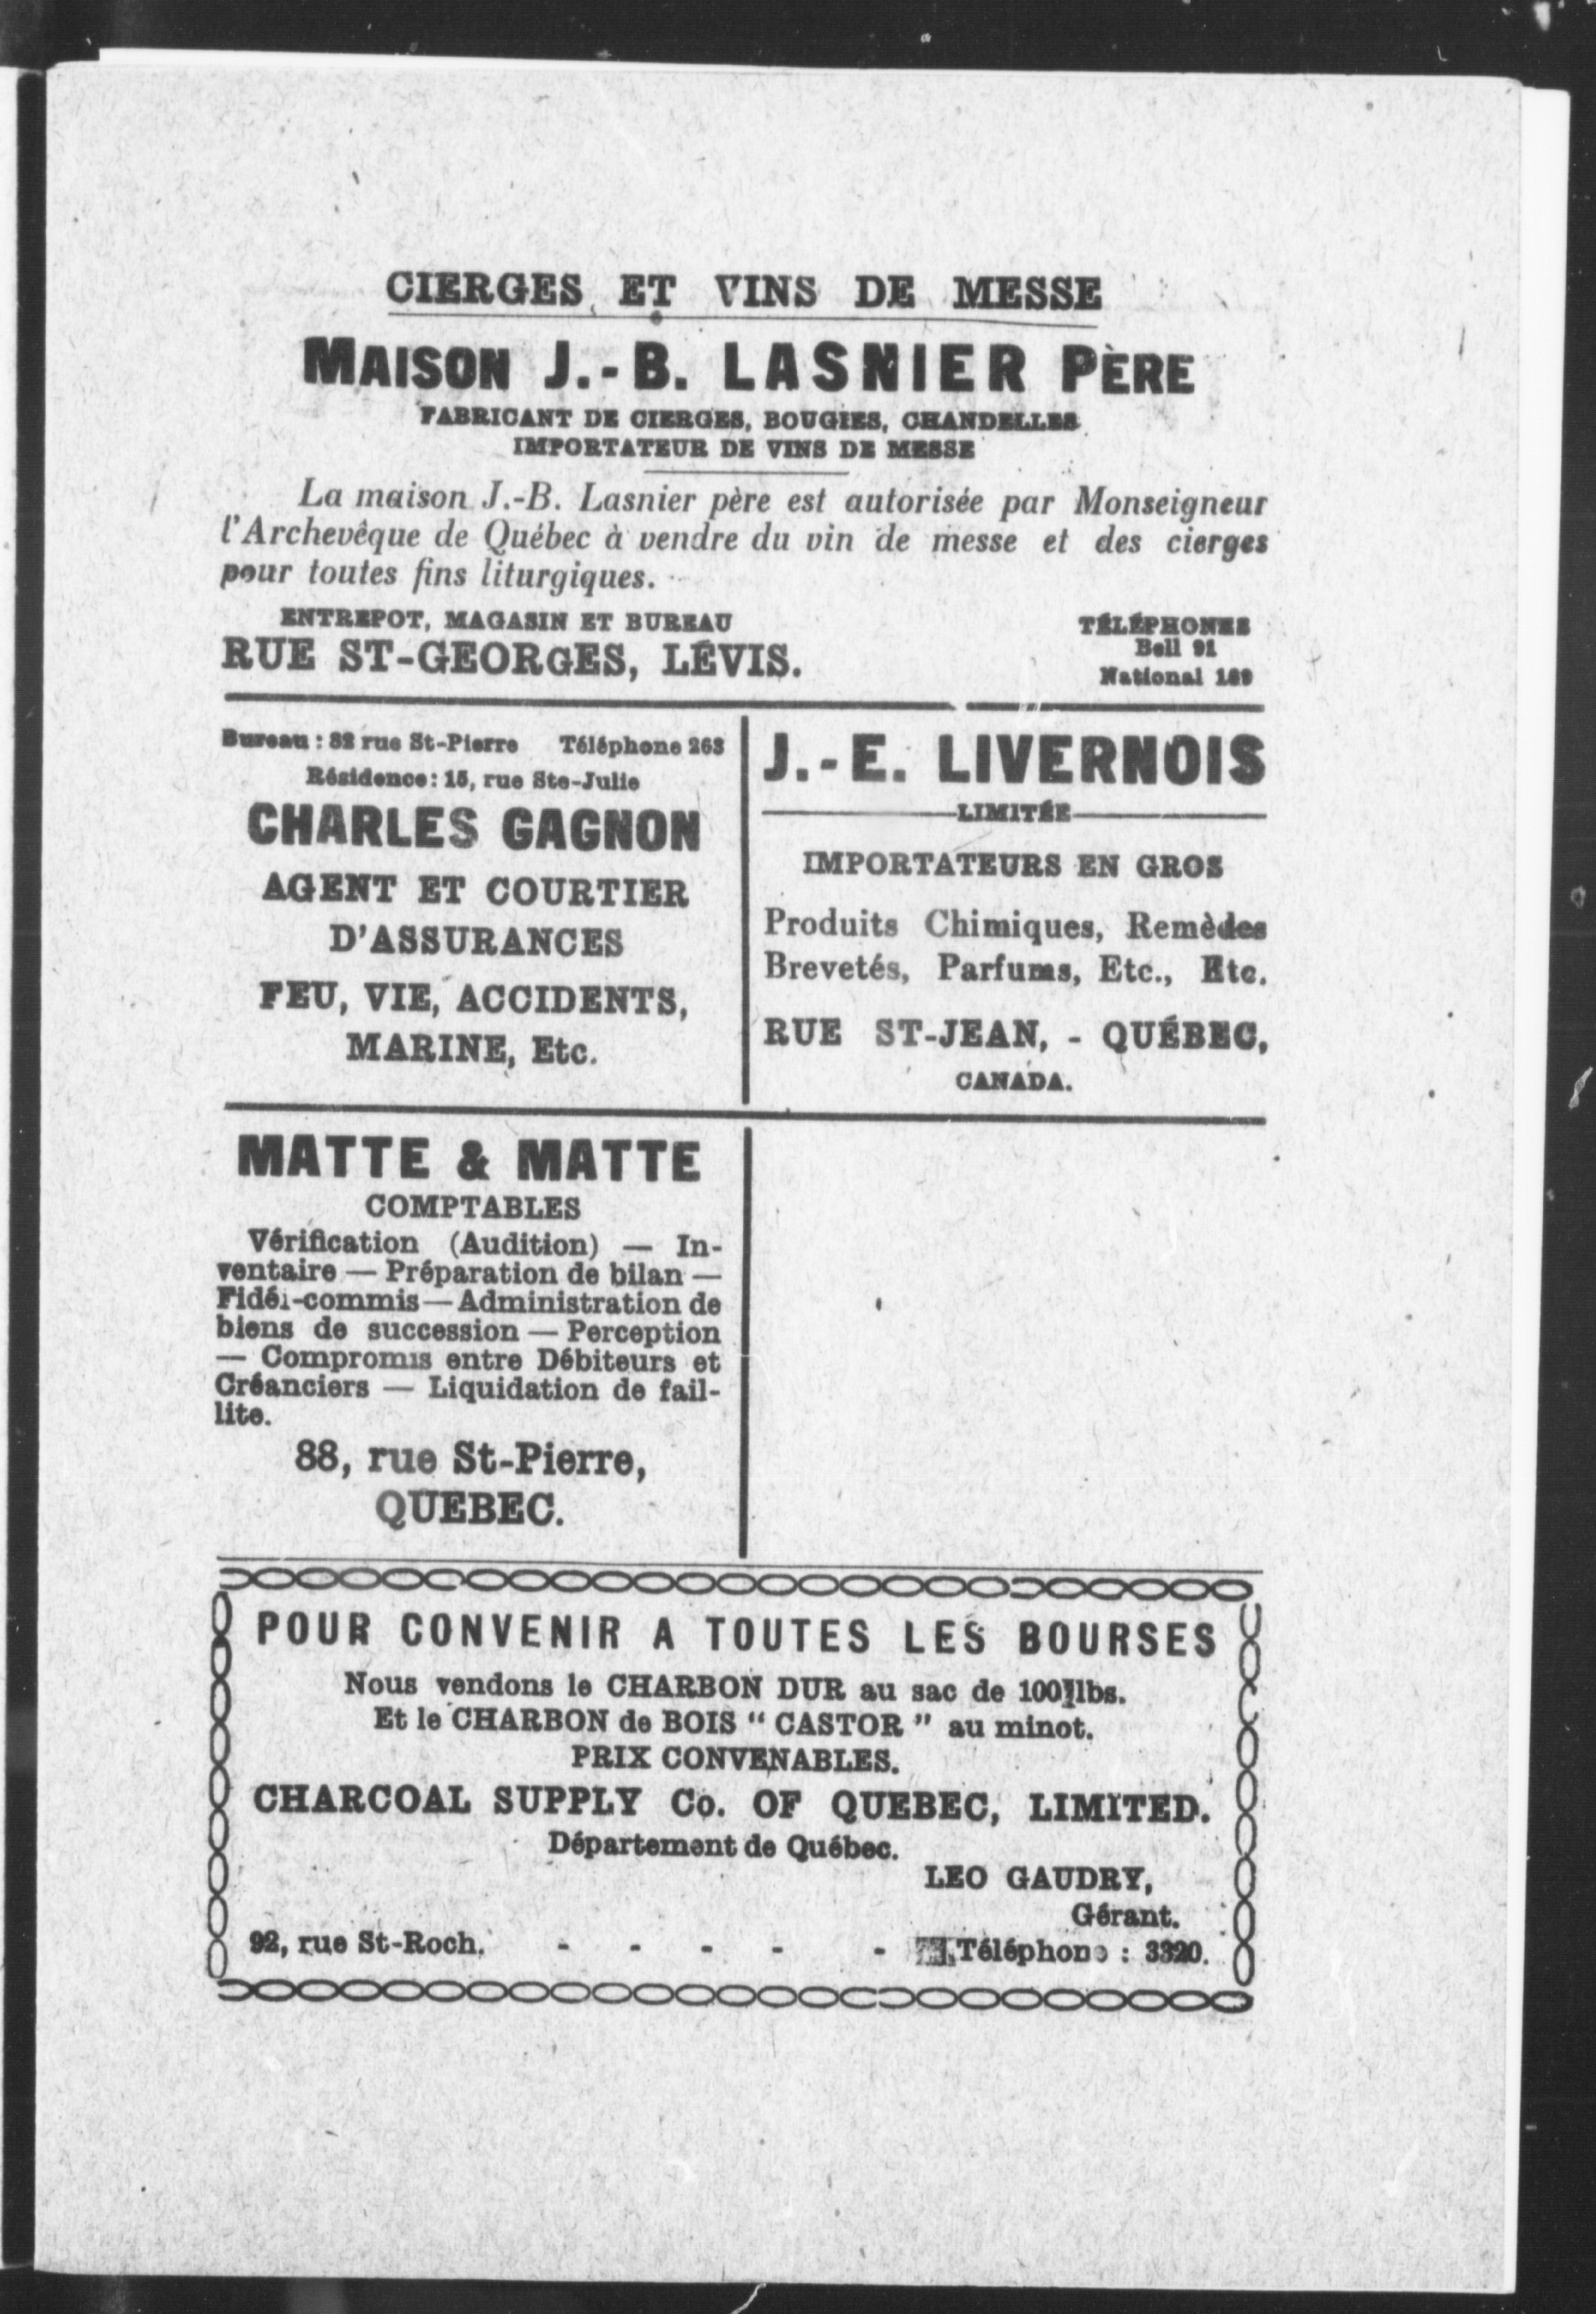 CIERGES ET VINS DE MESSE
MAISON J.-B. LASNIER PÈRE
FABRICANT DE CIERGES, BOUGIES, CHANDELLES
IMPORTATEUR DE VINS DE MESSE
La maison J.-B. Lasnier père est autorisée par Monseigneur
l'Archevêque de Québec à vendre du vin de messe et des cierges
pour toutes fins liturgiques.
ENTREPOT, MAGASIN ET BUREAU
RUE ST-GEORGES, LÉVIS.
TÉLÉPHONES
Bell 91
National 169
Bureau : 82 rue St-Pierre Téléphone 263
Résidence: 15, rue Ste-Julie
CHARLES GAGNON
AGENT ET COURTIER
D'ASSURANCES
FEU, VIE, ACCIDENTS,
MARINE, Etc.
J.-E. LIVERNOIS
LIMITÉE
IMPORTATEURS EN GROS
Produits Chimiques, Remèdes
Brevetés, Parfums, Etc., Etc.
RUE ST-JEAN, - QUÉBEC,
CANADA.
MATTE & MATTE
COMPTABLES
Vérification (Audition) — In-
ventaire — Préparation de bilan —
Fidéi-commis — Administration de
biens de succession — Perception
— Compromis entre Débiteurs et
Créanciers — Liquidation de fail-
lite.
88, rue St-Pierre,
QUEBEC.
POUR CONVENIR A TOUTES LES BOURSES
Nous vendons le CHARBON DUR au sac de 100 lbs.
Et le CHARBON de BOIS " CASTOR " au minot.
PRIX CONVENABLES.
CHARCOAL SUPPLY Co. OF QUEBEC, LIMITED.
Département de Québec.
LEO GAUDRY,
Gérant.
92, rue St-Roch. - - - - - Téléphone : 3320.